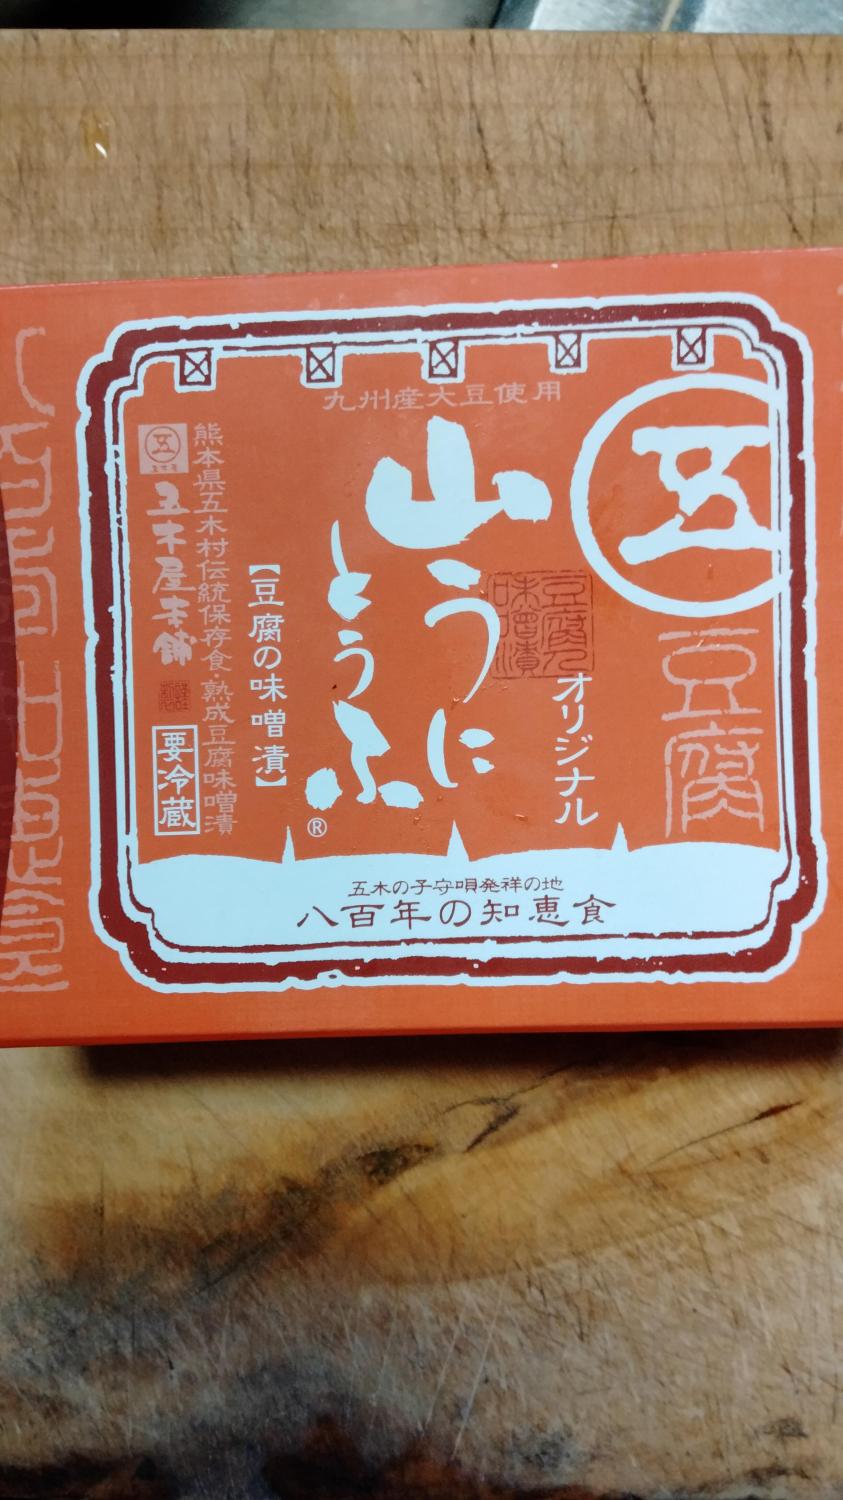 九州産大豆使用
五
豆腐
オリジナル
豆腐乃
味噌漬
山うに
とうふ
®
【豆腐の味噌漬】
熊本県五木村伝統保存食・熟成豆腐味噌漬
五
五木屋本舗
要冷蔵
五木の子守唄発祥の地
八百年の知恵食